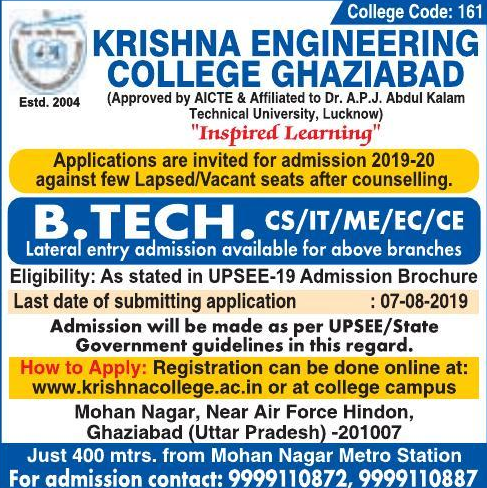 College Code: 161
KRISHNA ENGINEERING
COLLEGE GHAZIABAD
Estd. 2004
(Approved by AICTE & Affiliated to Dr. A.P.J. Abdul Kalam
Technical University, Lucknow)
"Inspired Learning"
Applications are invited for admission 2019-20
against few Lapsed/Vacant seats after counselling.
B.TECH. CS/IT/ME/EC/CE
Lateral entry admission available for above branches
Eligibility: As stated in UPSEE-19 Admission Brochure
Last date of submitting application : 07-08-2019
Admission will be made as per UPSEE/State
Government guidelines in this regard.
How to Apply: Registration can be done online at:
www.krishnacollege.ac.in or at college campus
Mohan Nagar, Near Air Force Hindon,
Ghaziabad (Uttar Pradesh) -201007
Just 400 mtrs. from Mohan Nagar Metro Station
For admission contact: 9999110872, 9999110887